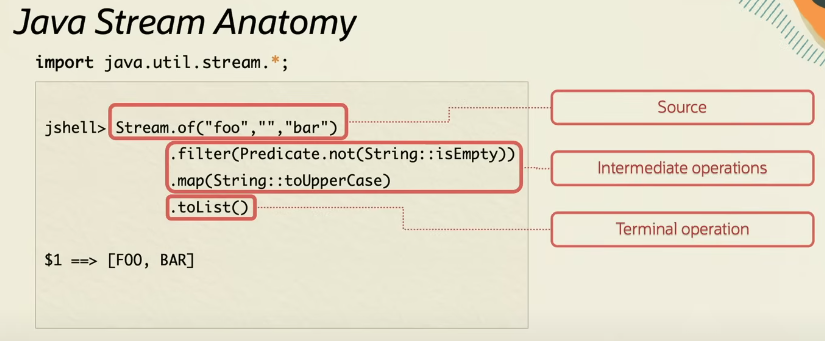 Java Stream Anatomy
import java.util.stream.*;
jshell> Stream.of("foo","","bar")
.filter(Predicate.not(String::isEmpty))
.map(String::toUpperCase)
.toList()
$1 ==> [FOO, BAR]
Source
Intermediate operations
Terminal operation